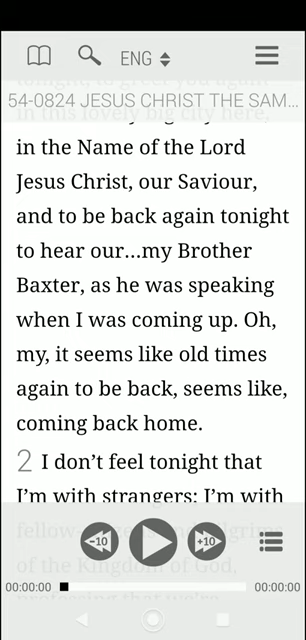 ENG
54-0824 JESUS CHRIST THE SAM...
in this lovely big city here,
in the Name of the Lord
Jesus Christ, our Saviour,
and to be back again tonight
to hear our...my Brother
Baxter, as he was speaking
when I was coming up. Oh,
my, it seems like old times
again to be back, seems like,
coming back home.
2 I don't feel tonight that
I'm with strangers; I'm with
-10
+10
of the Kingdom of God,
00:00:00
00:00:00